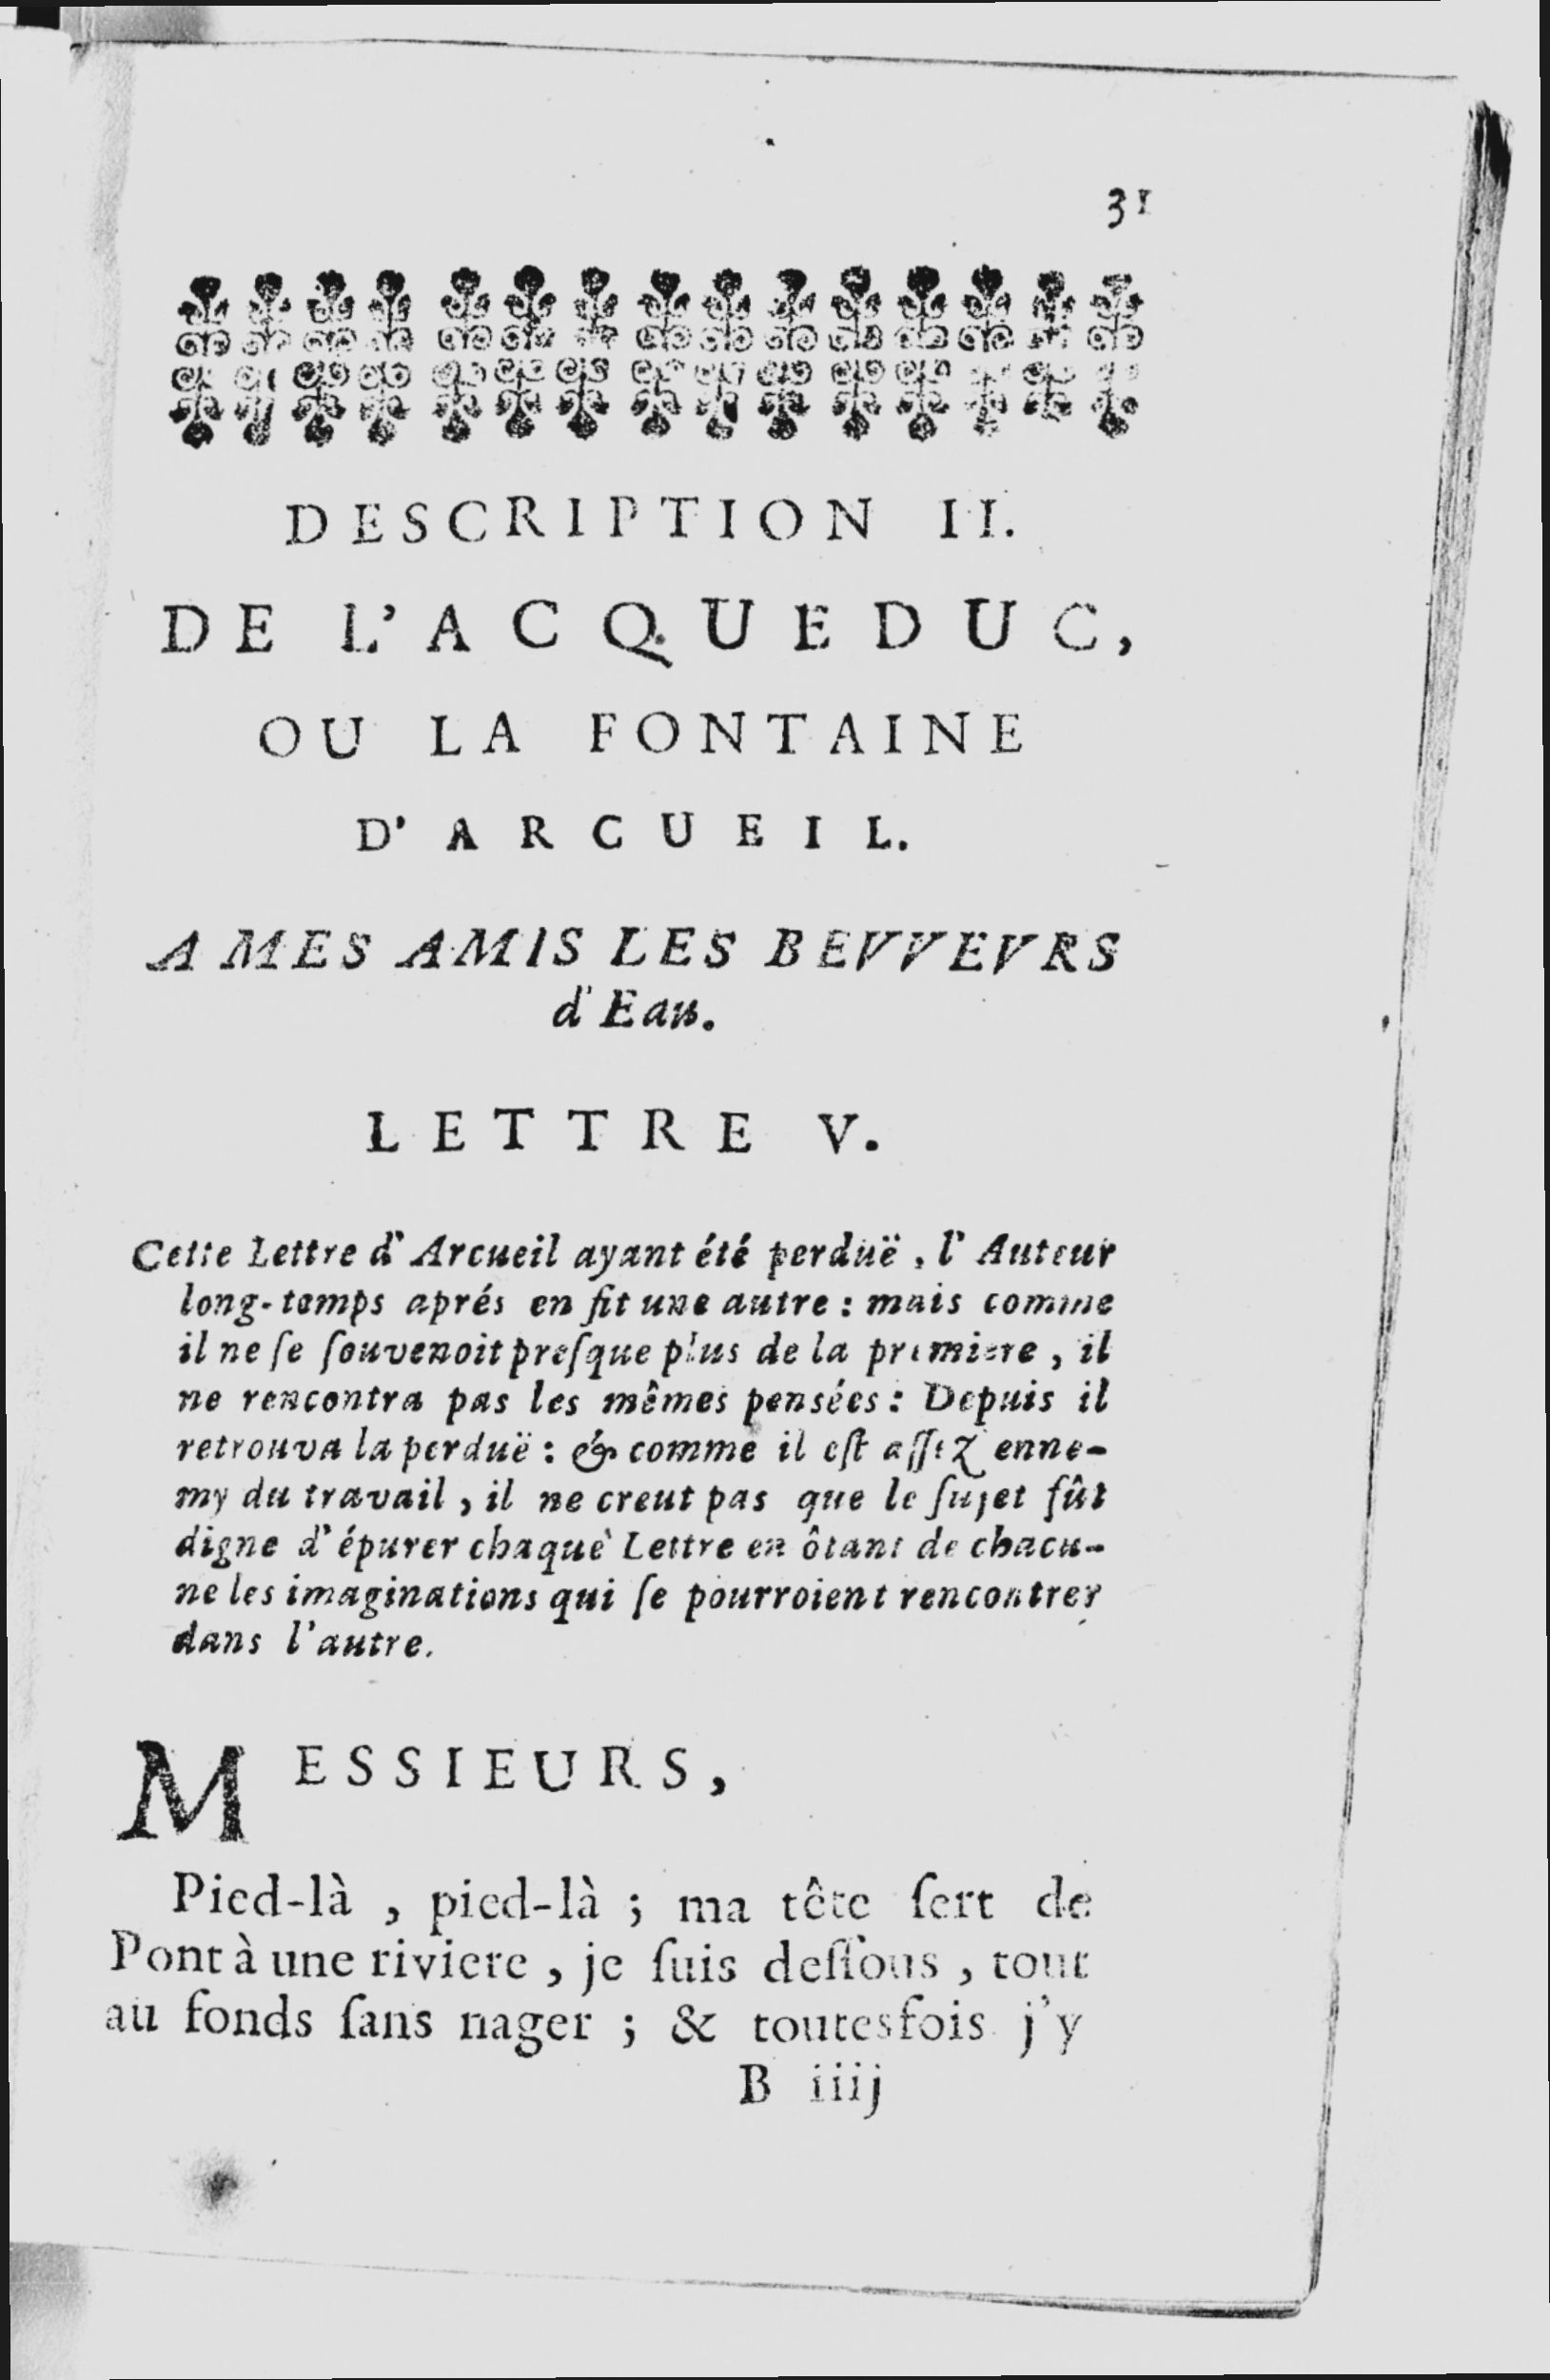 31
DESCRIPTION II.
DE L'ACQUEDUC,
OU LA FONTAINE
D'ARCUEIL.
A MES AMIS LES BEVVEVRS
d'Eau.
LETTRE V.
Cette Lettre d'Arcueil ayant été perduë, l'Auteur
long-temps aprés en fit une autre : mais comme
il ne ſe ſouvenoit preſque plus de la premiere, il
ne rencontra pas les mêmes pensées : Depuis il
retrouva la perduë : & comme il eſt aſſez enne-
my du travail, il ne creut pas que le ſujet fût
digne d'épurer chaque Lettre en ôtant de chacu-
ne les imaginations qui ſe pourroient rencontrer
dans l'autre.
MESSIEURS,
Pied-là, pied-là ; ma tête ſert de
Pont à une riviere, je ſuis deſſous, tout
au fonds ſans nager ; & toutesfois j'y
B iiij